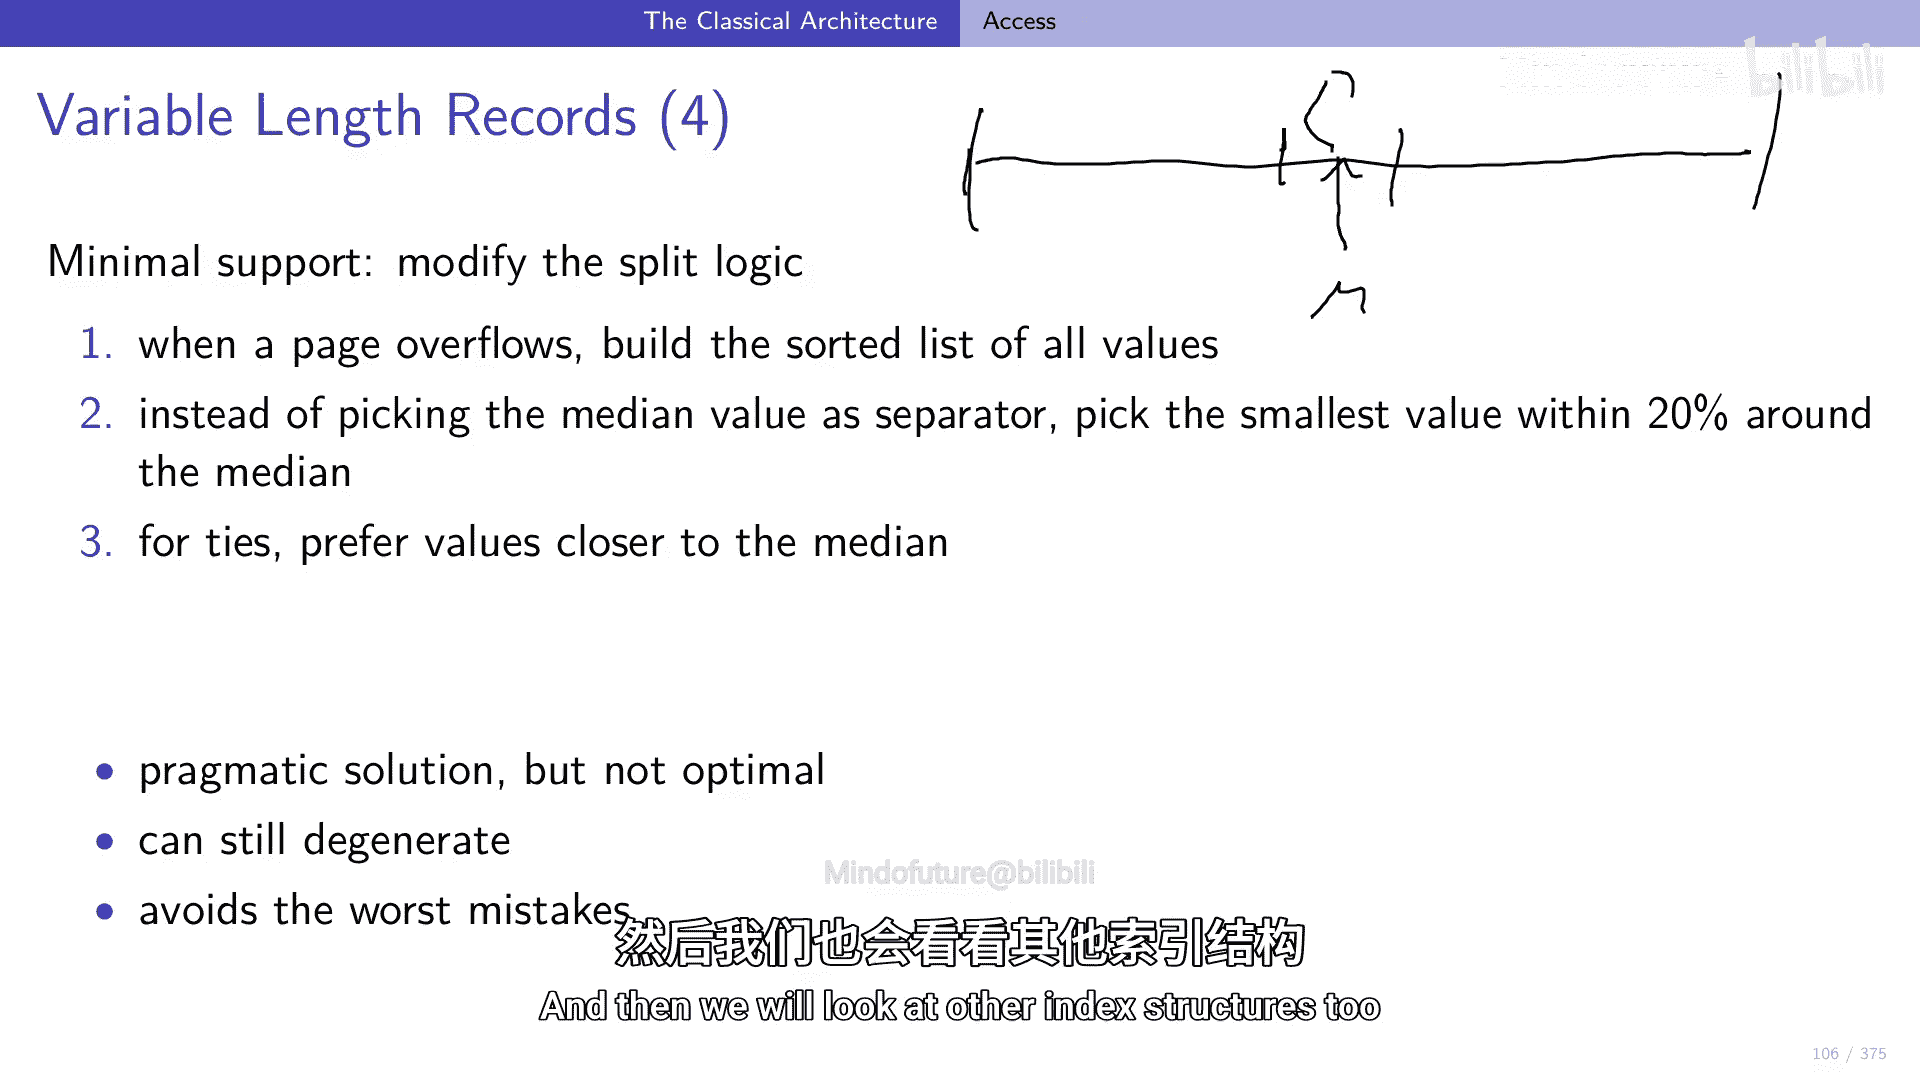 The Classical Architecture Access
bilibili
Variable Length Records (4)
M
Minimal support: modify the split logic
1. when a page overflows, build the sorted list of all values
2. instead of picking the median value as separator, pick the smallest value within 20% around
the median
3. for ties, prefer values closer to the median
• pragmatic solution, but not optimal
• can still degenerate
Mindofuture@bilibili
• avoids the worst mistakes
然后我们也会看看其他索引结构
And then we will look at other index structures too
106 / 375